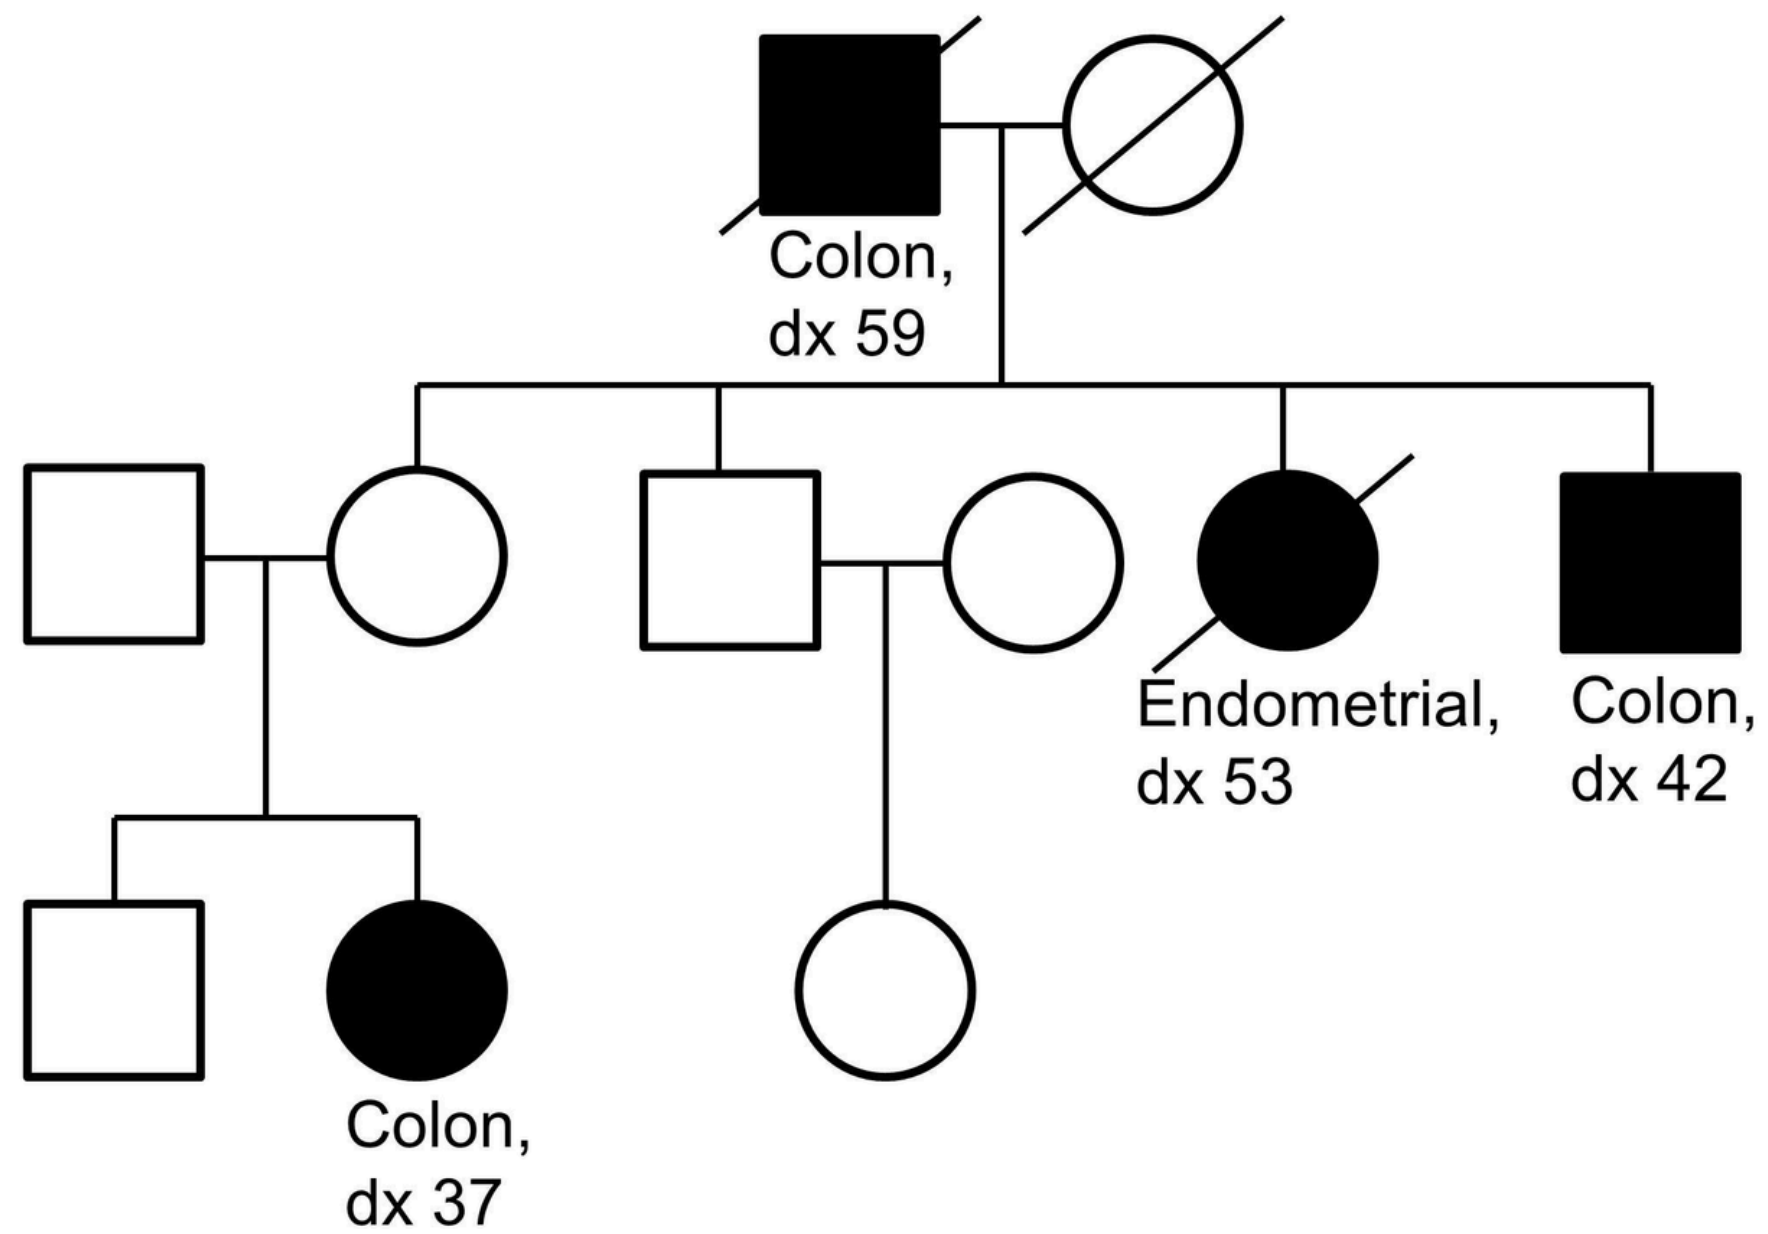 Colon,
dx 59
Endometrial,
dx 53
Colon,
dx 42
Colon,
dx 37